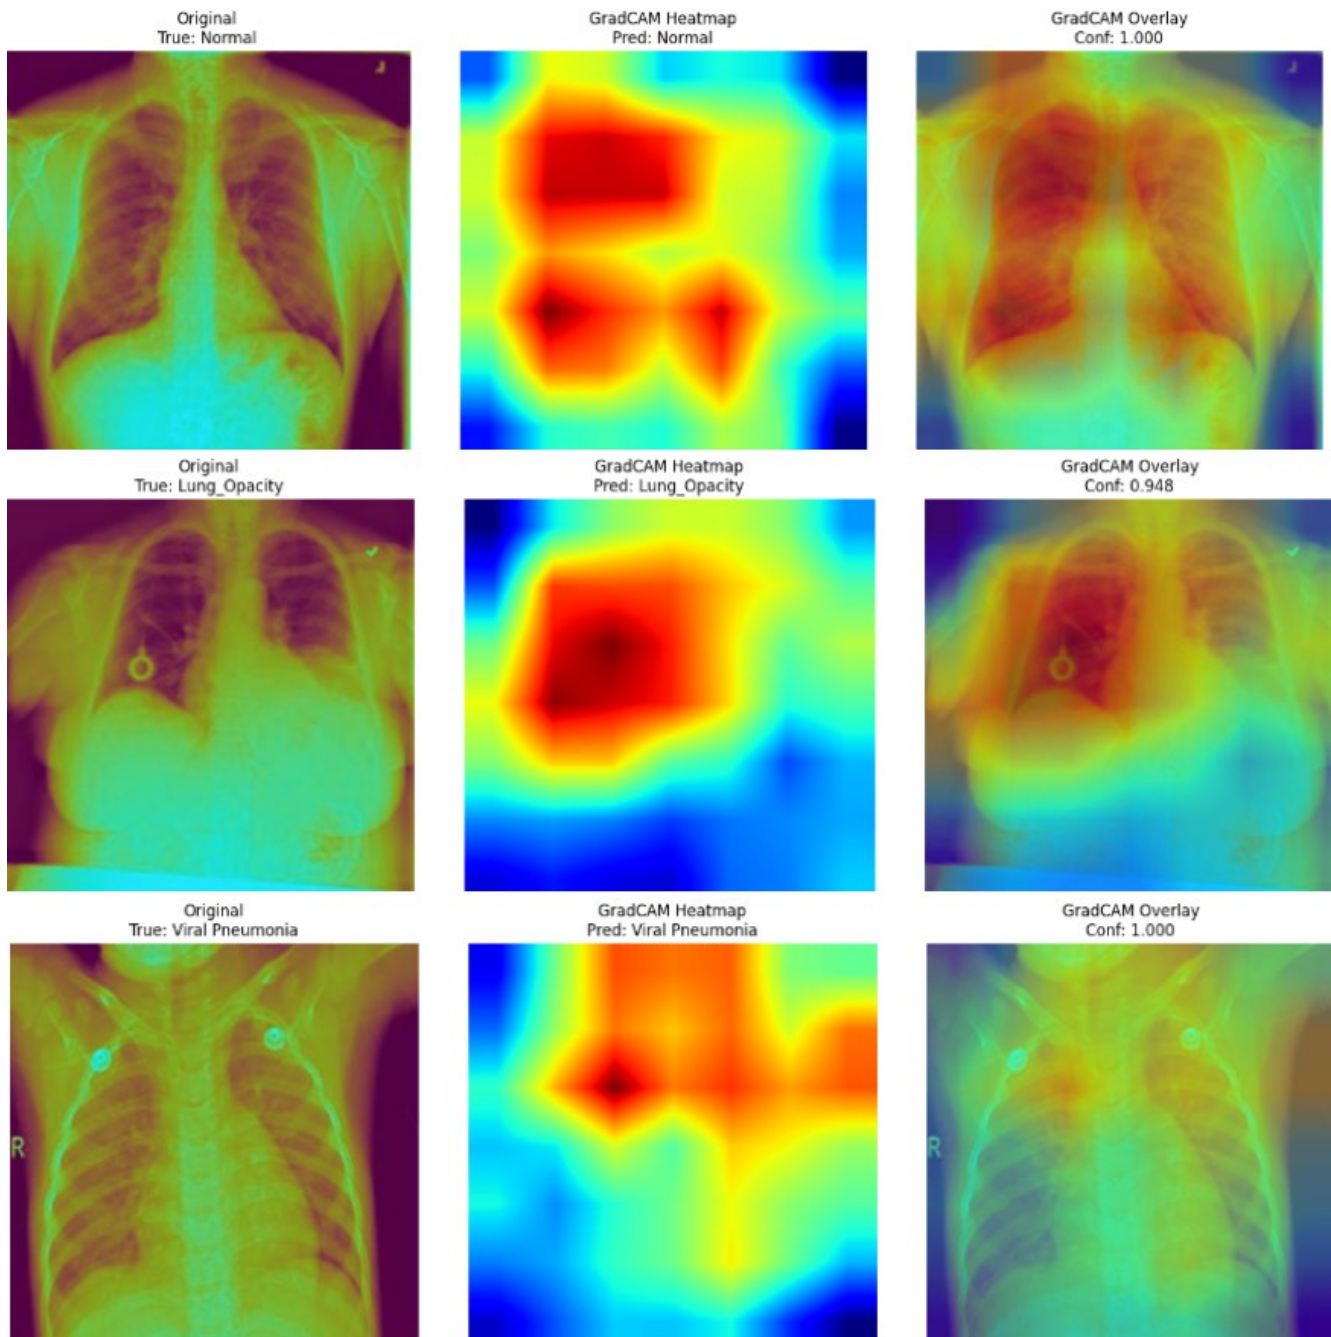 Original
True: Normal
GradCAM Heatmap
Pred: Normal
GradCAM Overlay
Conf: 1.000
Original
True: Lung_Opacity
GradCAM Heatmap
Pred: Lung_Opacity
GradCAM Overlay
Conf: 0.948
Original
True: Viral Pneumonia
GradCAM Heatmap
Pred: Viral Pneumonia
GradCAM Overlay
Conf: 1.000
R
R